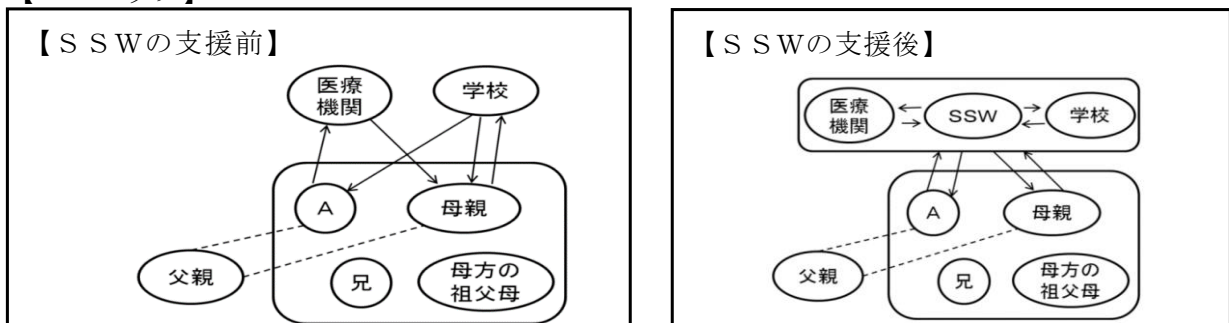 【ＳＳＷの支援前】
医療
機関
学校
A
母親
父親
兄
母方の
祖父母
【ＳＳＷの支援後】
医療
機関
SSW
学校
A
母親
父親
兄
母方の
祖父母